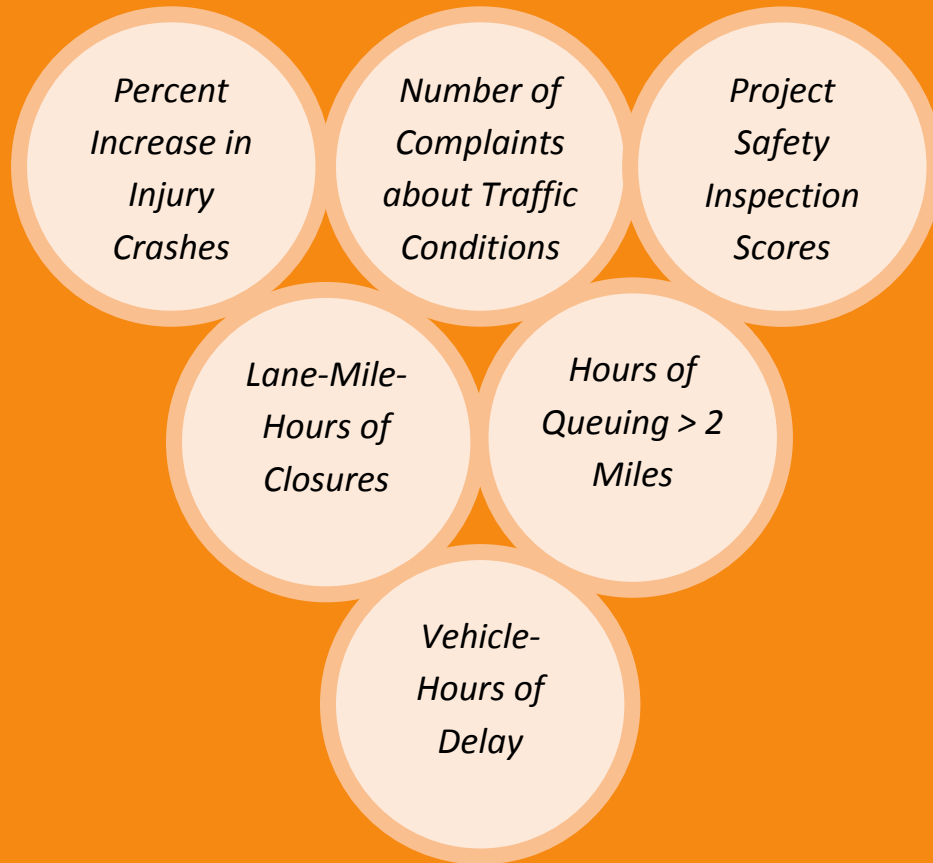 Percent
Increase in
Injury
Crashes
Number of
Complaints
about Traffic
Conditions
Project
Safety
Inspection
Scores
Lane-Mile-
Hours of
Closures
Hours of
Queuing > 2
Miles
Vehicle-
Hours of
Delay